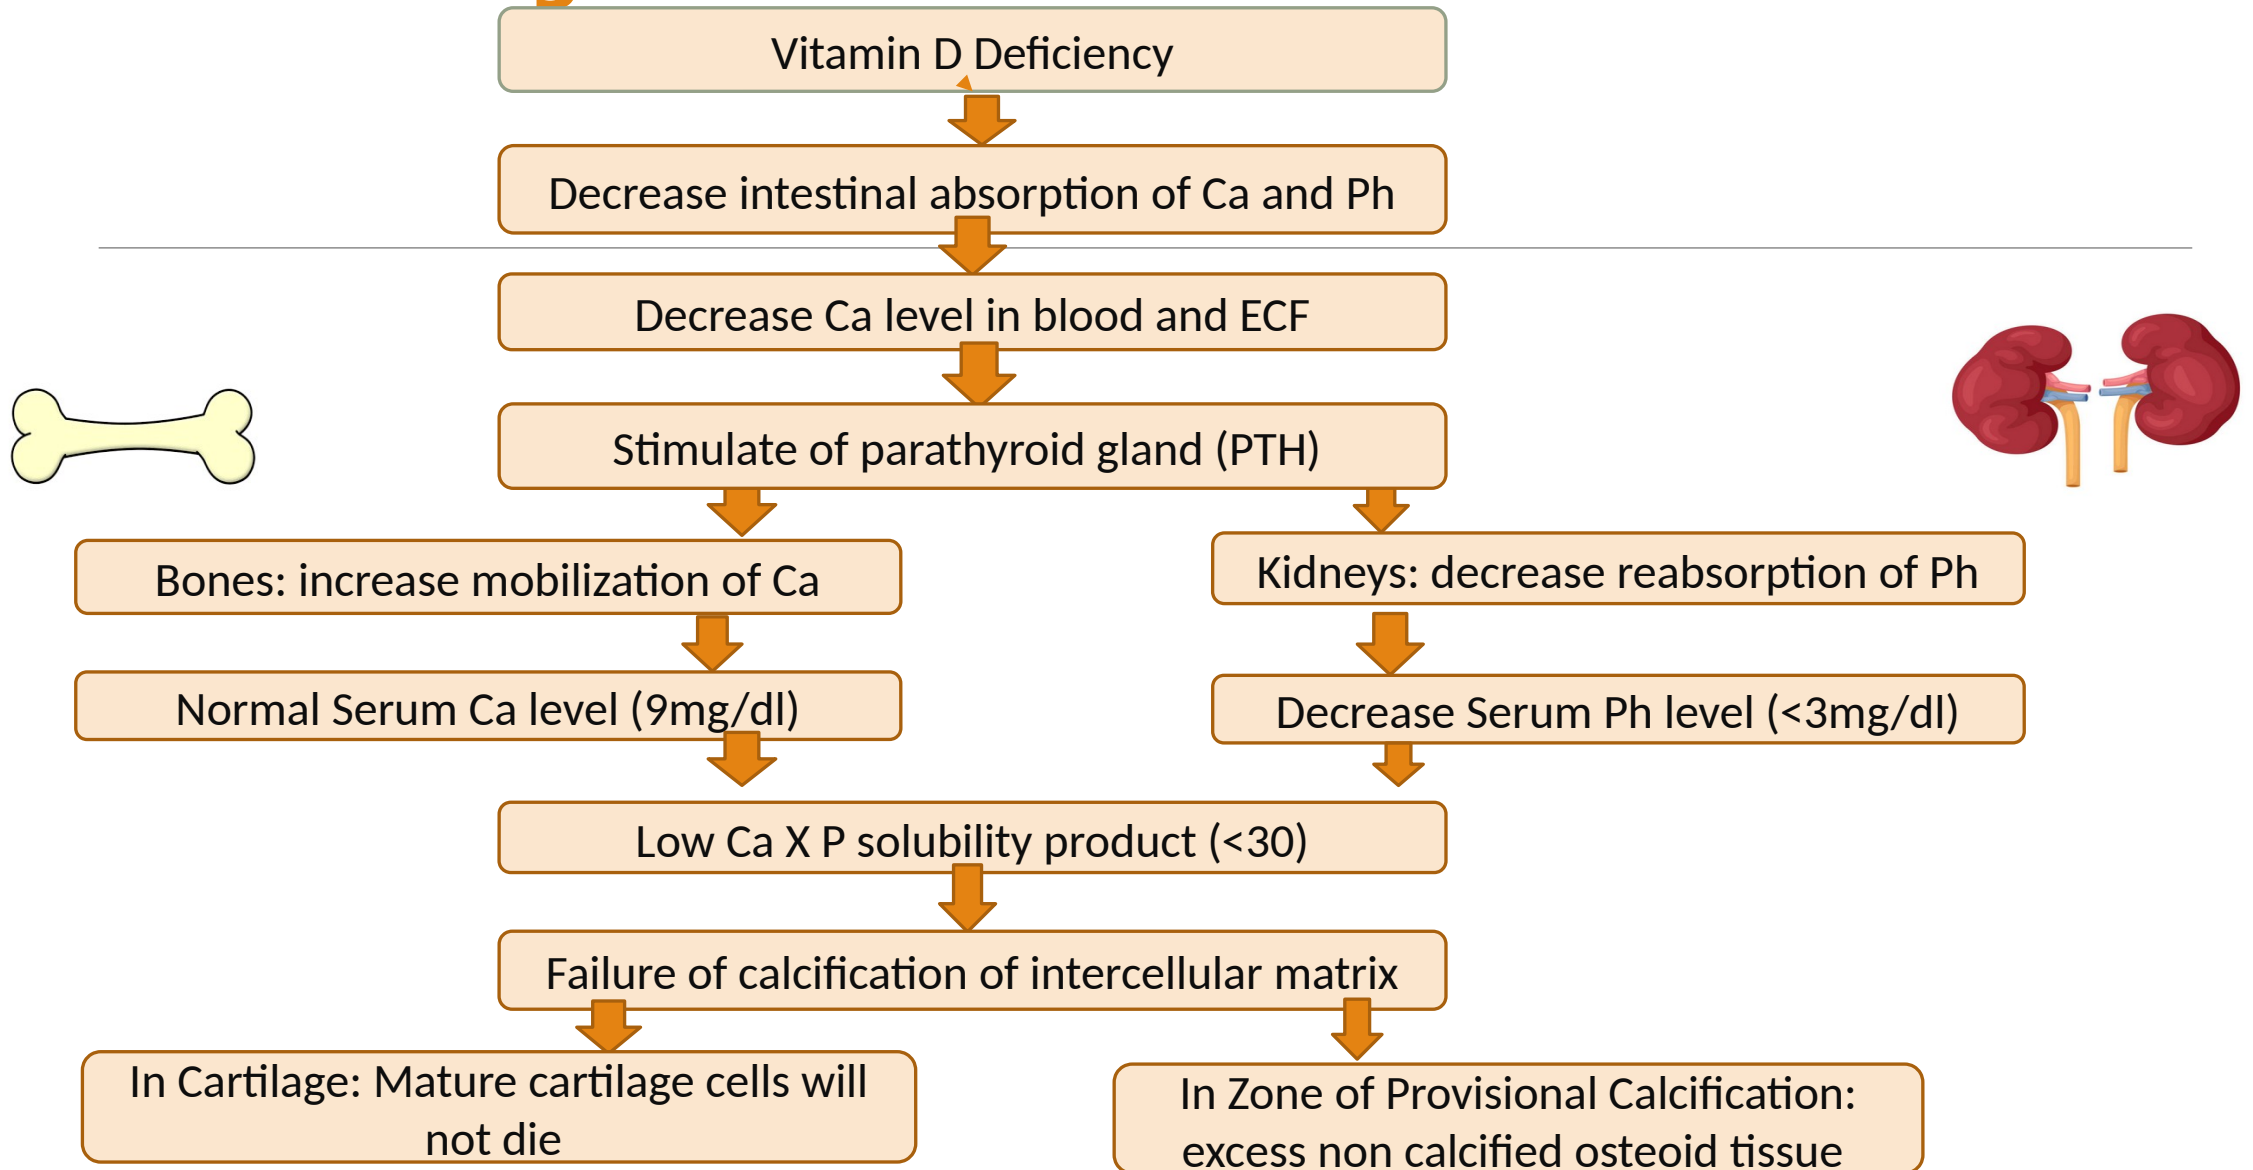 Vitamin D Deficiency
Decrease intestinal absorption of Ca and Ph
Decrease Ca level in blood and ECF
Stimulate of parathyroid gland (PTH)
Bones: increase mobilization of Ca
Kidneys: decrease reabsorption of Ph
Normal Serum Ca level (9mg/dl)
Decrease Serum Ph level (<3mg/dl)
Low Ca X P solubility product (<30)
Failure of calcification of intercellular matrix
In Cartilage: Mature cartilage cells will
not die
In Zone of Provisional Calcification:
excess non calcified osteoid tissue